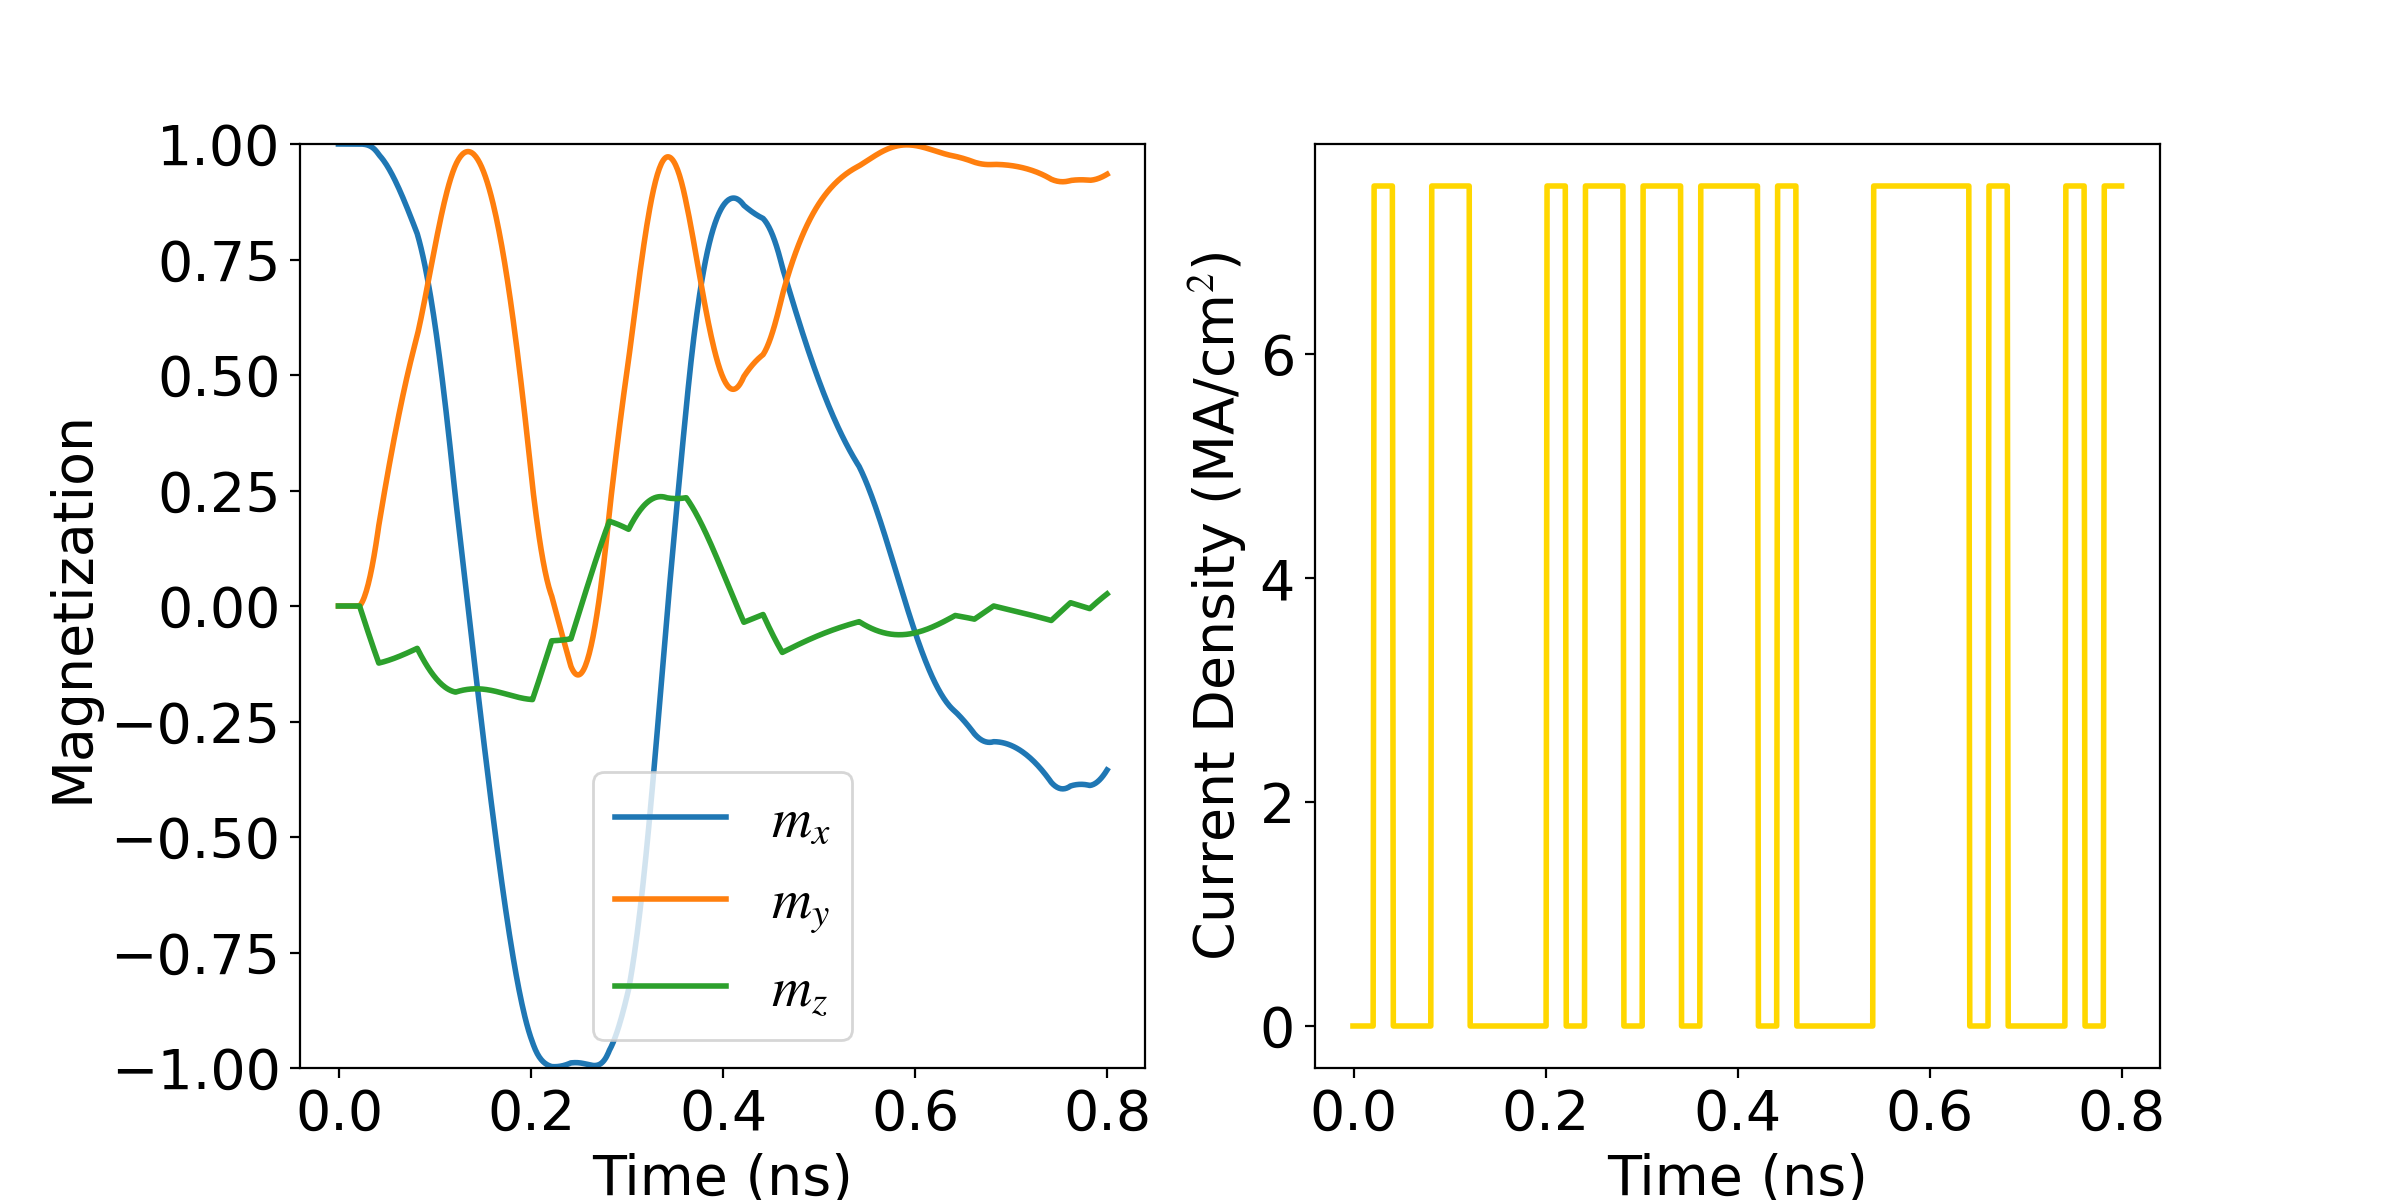 Magnetization
1.00
0.75
0.50
0.25
0.00
−0.25
−0.50
−0.75
−1.00
0.0 0.2 0.4 0.6 0.8
Time (ns)
m_x
m_y
m_z
Current Density (MA/cm²)
6
4
2
0
0.0 0.2 0.4 0.6 0.8
Time (ns)